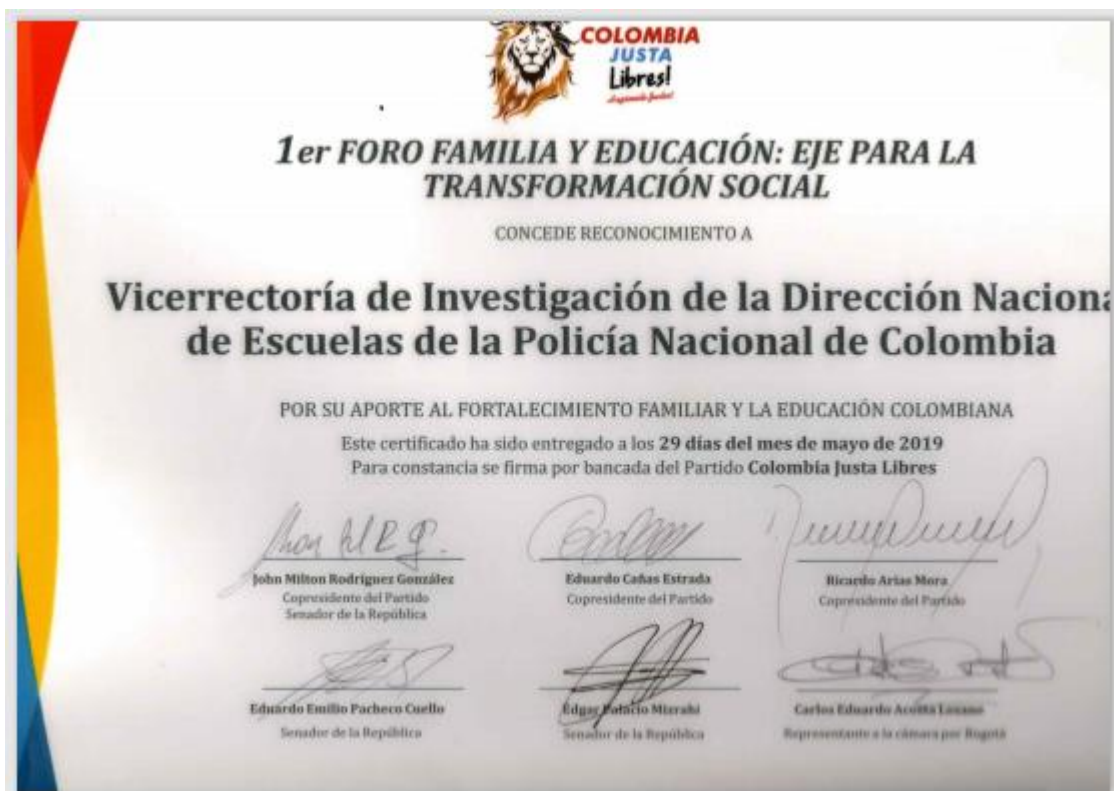 COLOMBIA
JUSTA
Libres!
1er FORO FAMILIA Y EDUCACIÓN: EJE PARA LA
TRANSFORMACIÓN SOCIAL
CONCEDE RECONOCIMIENTO A
Vicerrectoría de Investigación de la Dirección Naciona
de Escuelas de la Policía Nacional de Colombia
POR SU APORTE AL FORTALECIMIENTO FAMILIAR Y LA EDUCACIÓN COLOMBIANA
Este certificado ha sido entregado a los 29 días del mes de mayo de 2019
Para constancia se firma por bancada del Partido Colombia Justa Libres
John Milton Rodríguez González
Copresidente del Partido
Senador de la República
Eduardo Cañas Estrada
Copresidente del Partido
Ricardo Arias Mora
Copresidente del Partido
Eduardo Emilio Pacheco Cuello
Senador de la República
Edgar Palacio Mizrahi
Senador de la República
Carlos Eduardo Acosta Lozano
Representante a la cámara por Bogotá